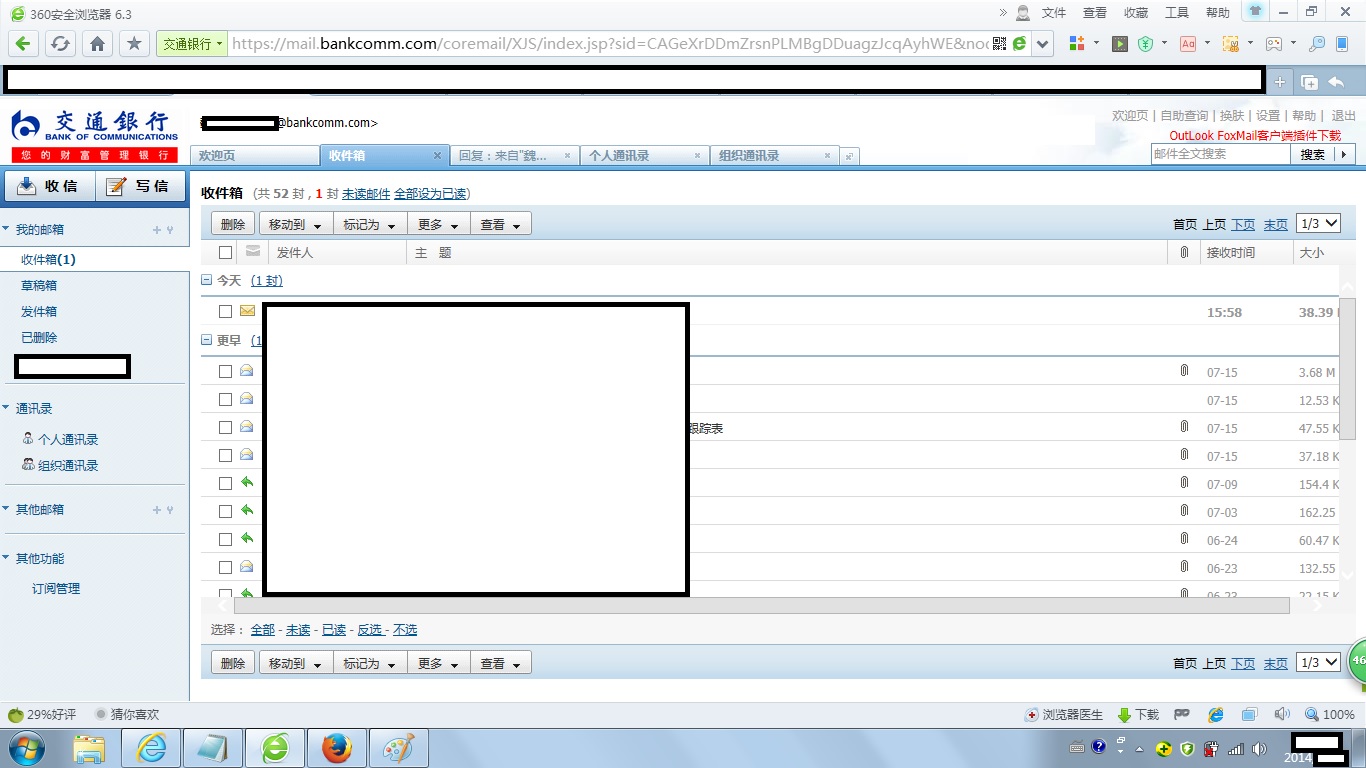 360安全浏览器 6.3
» 文件 查看 收藏 工具 帮助
交通银行 https://mail.bankcomm.com/coremail/XJS/index.jsp?sid=CAGeXrDDmZrsnPLMBgDDuagzJcqAyhWE&noc
交通銀行
BANK OF COMMUNICATIONS
您的财富管理银行
@bankcomm.com>
欢迎页 | 自助查询 | 换肤 | 设置 | 帮助 | 退出
OutLook FoxMail客户端插件下载
欢迎页 收件箱 回复：来自"魏... 个人通讯录 组织通讯录
邮件全文搜索 搜索
收信 写信
收件箱 (共 52 封 , 1 封 未读邮件 全部设为已读)
删除 移动到 标记为 更多 查看
首页 上页 下页 末页 1/3
发件人 主 题 接收时间 大小
我的邮箱
收件箱(1)
草稿箱
发件箱
已删除
通讯录
个人通讯录
组织通讯录
其他邮箱
其他功能
订阅管理
今天 (1 封)
15:58 38.39
更早 (1
07-15 3.68 M
07-15 12.53 K
跟踪表 07-15 47.55 K
07-15 37.18 K
07-09 154.4 K
07-03 162.25
06-24 60.47 K
06-23 132.55
06-23 22.15 K
选择： 全部 - 未读 - 已读 - 反选 - 不选
删除 移动到 标记为 更多 查看
首页 上页 下页 末页 1/3
46
29%好评 猜你喜欢
浏览器医生 下载 100%
2014